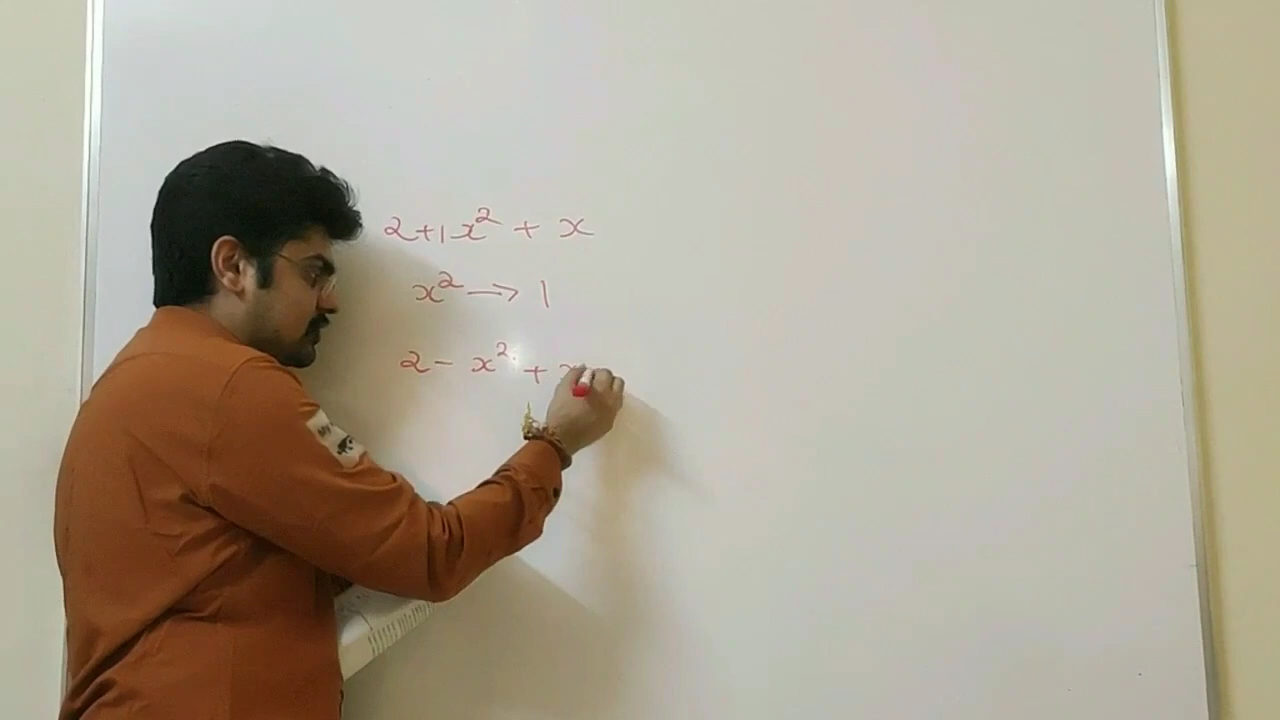 2+1x² + x
x² → 1
2 - x² + x